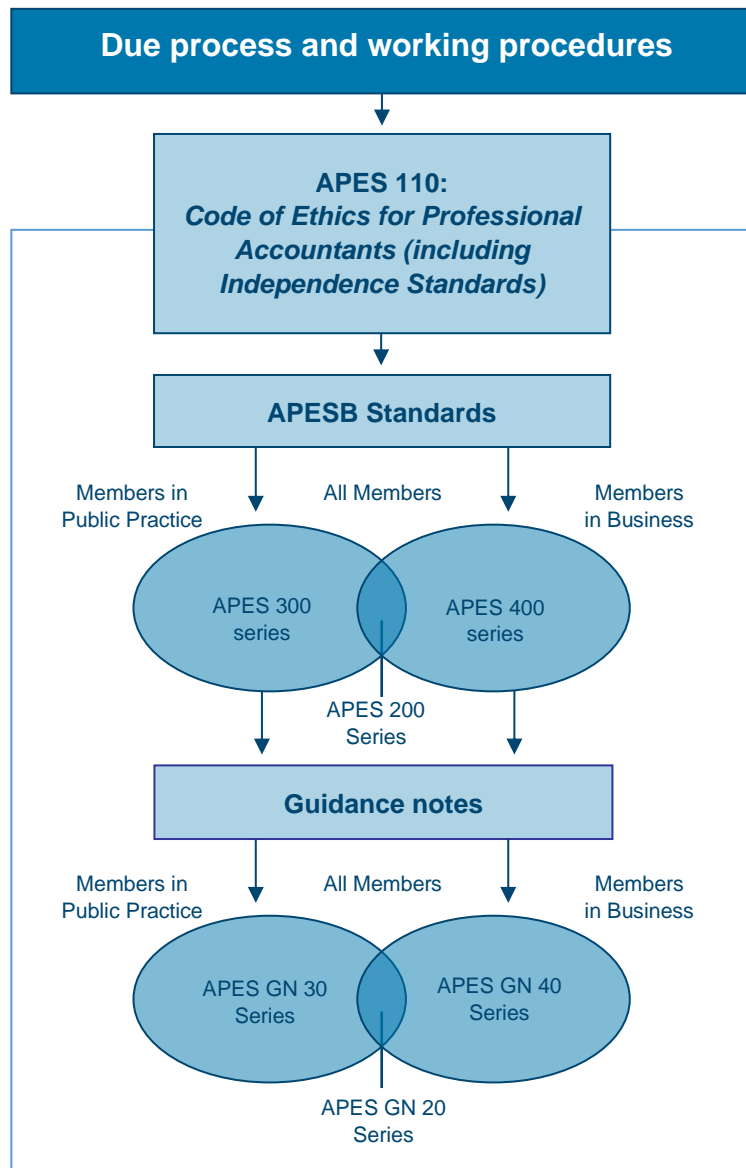 Due process and working procedures
APES 110:
Code of Ethics for Professional
Accountants (including
Independence Standards)
APESB Standards
Members in
Public Practice
All Members
Members
in Business
APES 300
series
APES 400
series
APES 200
Series
Guidance notes
Members in
Public Practice
All Members
Members
in Business
APES GN 30
Series
APES GN 40
Series
APES GN 20
Series